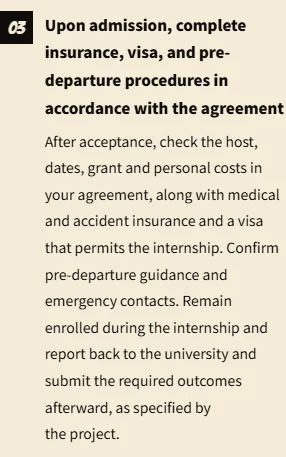 03
Upon admission, complete
insurance, visa, and pre-
departure procedures in
accordance with the agreement
After acceptance, check the host,
dates, grant and personal costs in
your agreement, along with medical
and accident insurance and a visa
that permits the internship. Confirm
pre-departure guidance and
emergency contacts. Remain
enrolled during the internship and
report back to the university and
submit the required outcomes
afterward, as specified by
the project.